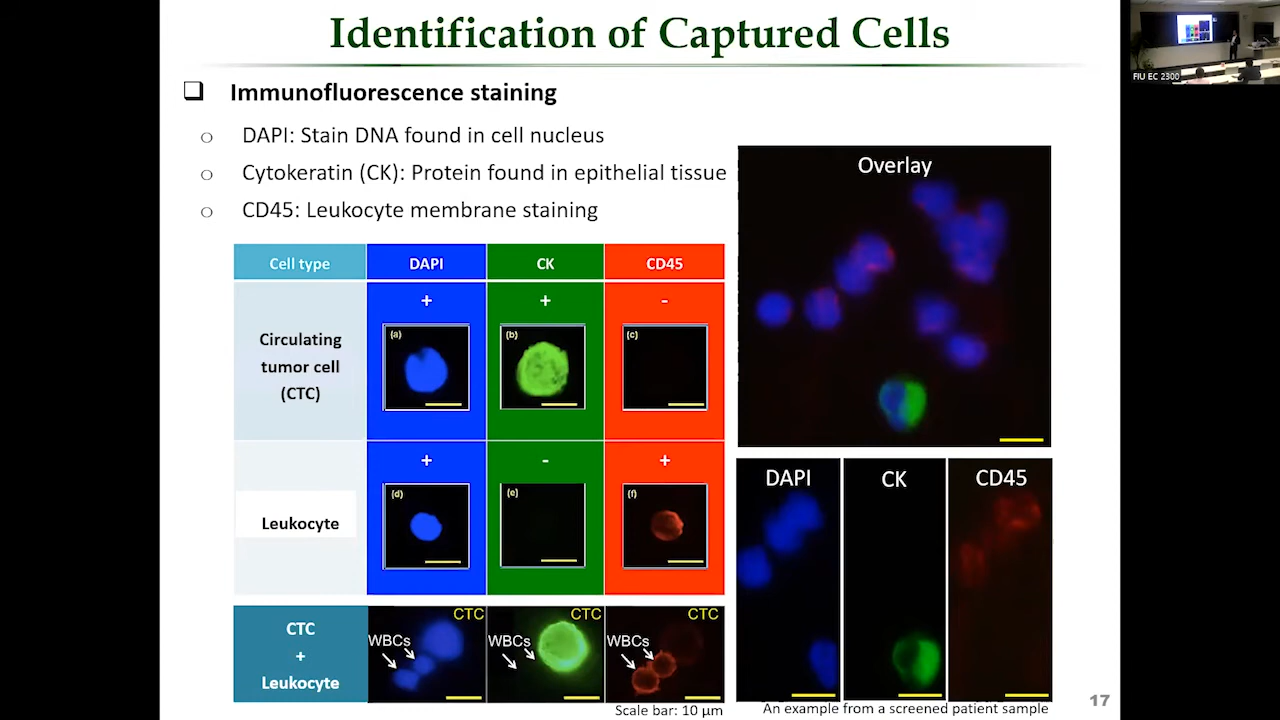 Identification of Captured Cells
FIU EC 2300
Immunofluorescence staining
DAPI: Stain DNA found in cell nucleus
Cytokeratin (CK): Protein found in epithelial tissue
CD45: Leukocyte membrane staining
Cell type DAPI CK CD45
+ + -
(a) (b) (c)
Circulating
tumor cell
(CTC)
+ - +
(d) (e) (f)
Leukocyte
CTC
+
Leukocyte
CTC CTC CTC
WBCs WBCs WBCs
Scale bar: 10 µm
Overlay
DAPI CK CD45
An example from a screened patient sample
17